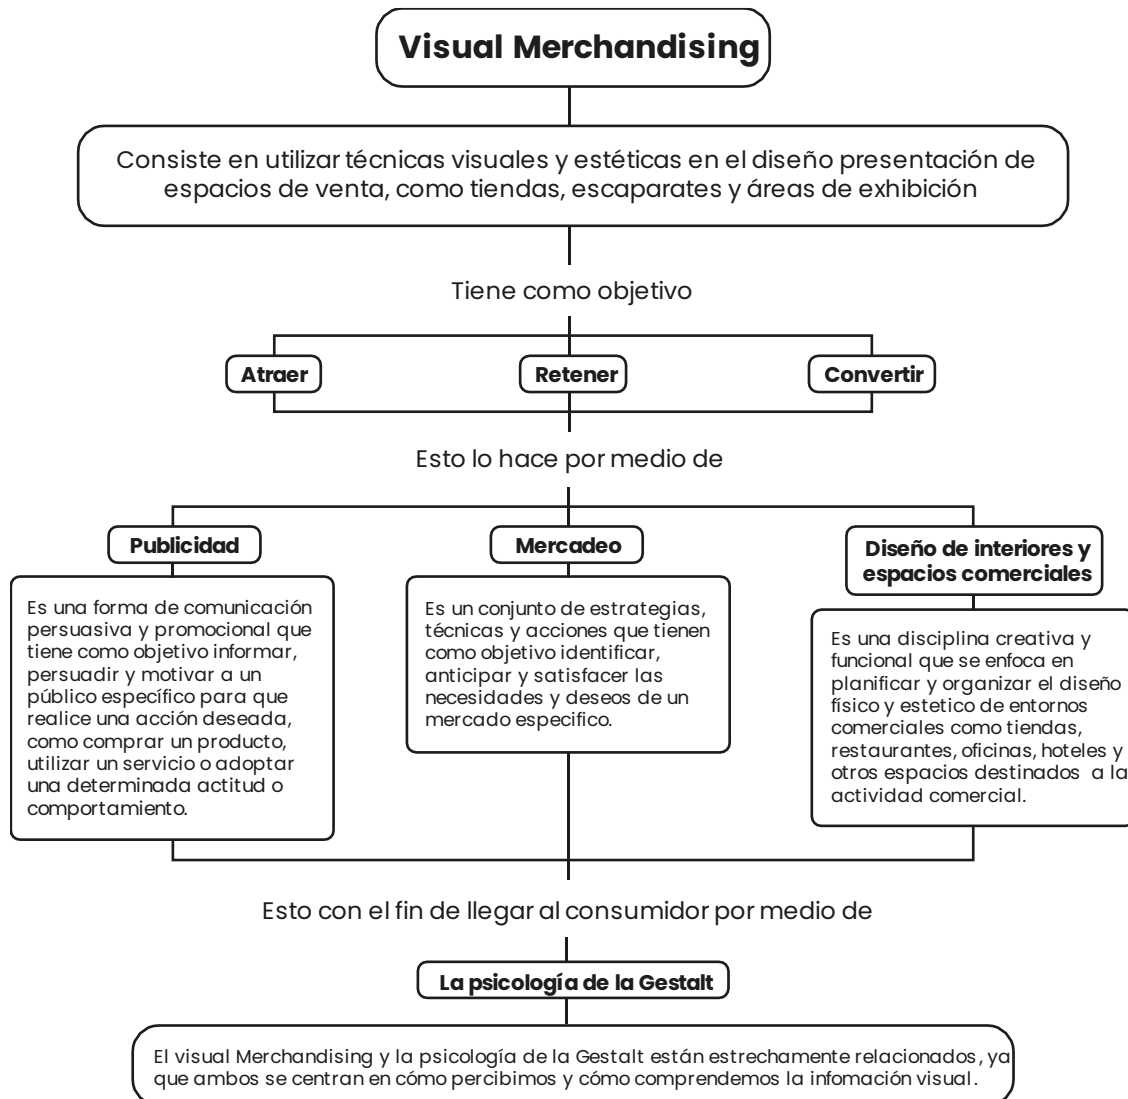 Visual Merchandising
Consiste en utilizar técnicas visuales y estéticas en el diseño presentación de
espacios de venta, como tiendas, escaparates y áreas de exhibición
Tiene como objetivo
Atraer
Retener
Convertir
Esto lo hace por medio de
Publicidad
Es una forma de comunicación
persuasiva y promocional que
tiene como objetivo informar,
persuadir y motivar a un
público específico para que
realice una acción deseada,
como comprar un producto,
utilizar un servicio o adoptar
una determinada actitud o
comportamiento.
Mercadeo
Es un conjunto de estrategias,
técnicas y acciones que tienen
como objetivo identificar,
anticipar y satisfacer las
necesidades y deseos de un
mercado especifico.
Diseño de interiores y
espacios comerciales
Es una disciplina creativa y
funcional que se enfoca en
planificar y organizar el diseño
físico y estetico de entornos
comerciales como tiendas,
restaurantes, oficinas, hoteles y
otros espacios destinados a la
actividad comercial.
Esto con el fin de llegar al consumidor por medio de
La psicología de la Gestalt
El visual Merchandising y la psicología de la Gestalt están estrechamente relacionados, ya
que ambos se centran en cómo percibimos y cómo comprendemos la infomación visual.